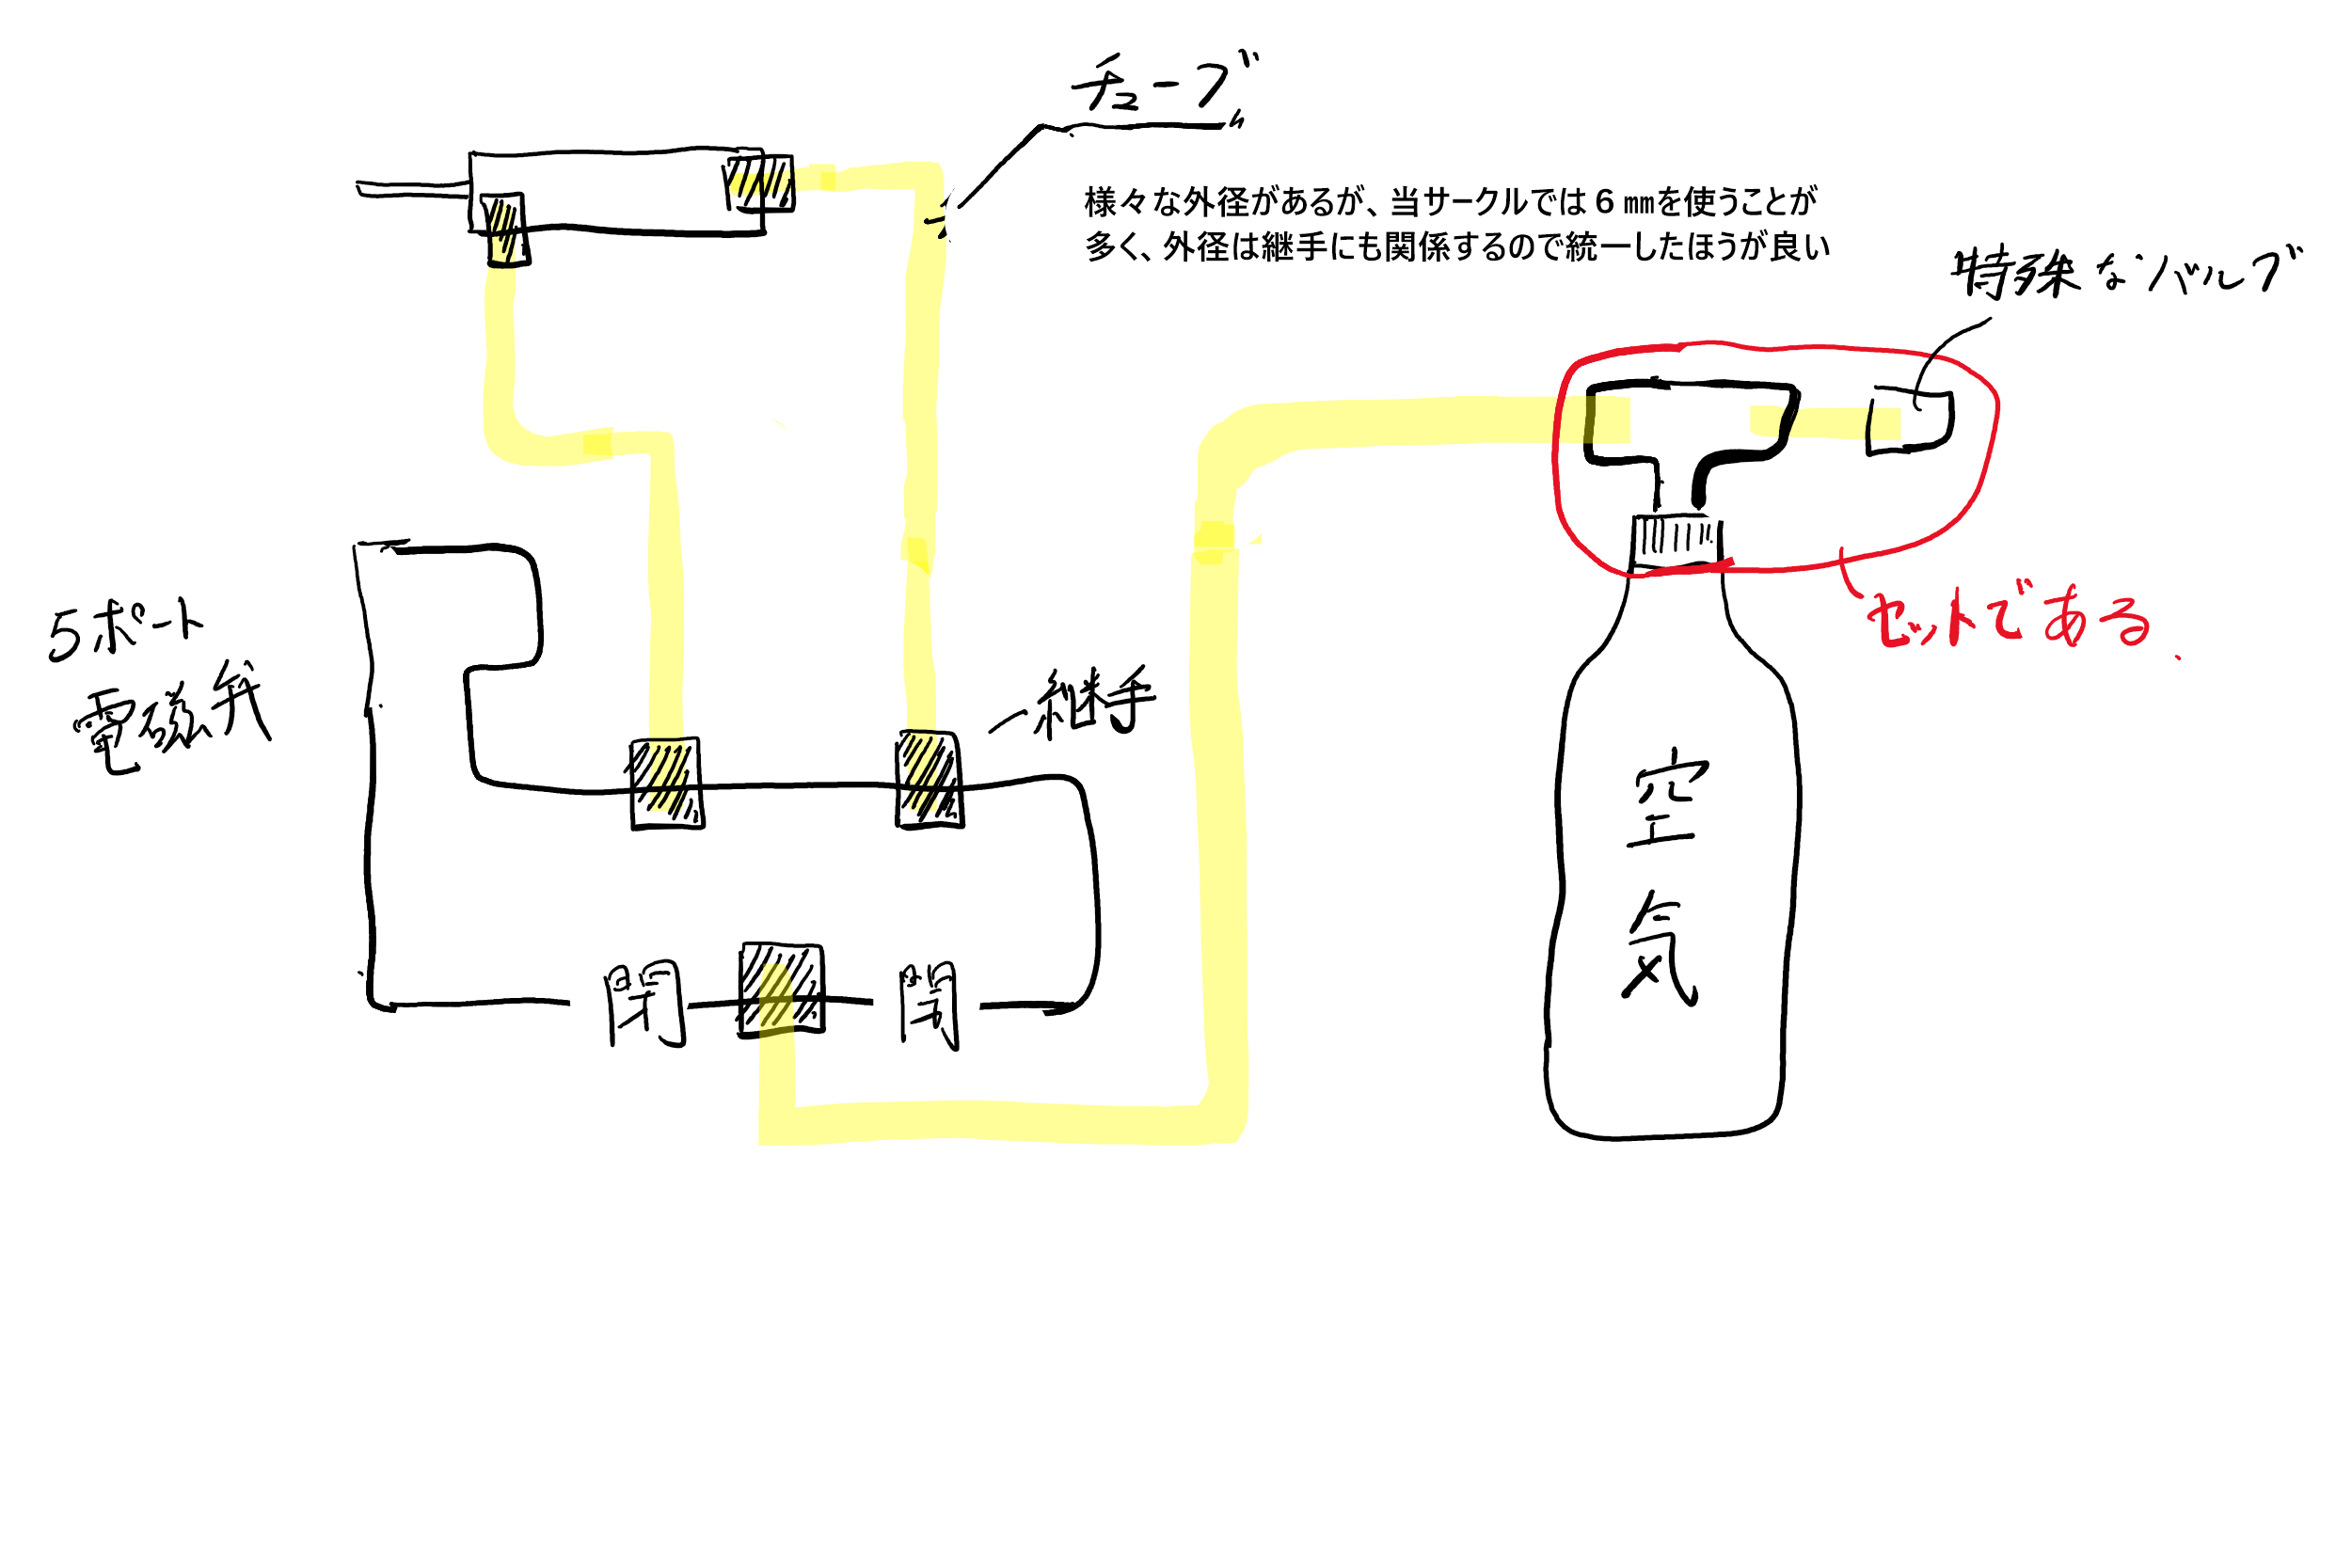 チューブ
様々な外径があるが、当サークルでは6㎜を使うことが
多く、外径は継手にも関係するので統一したほうが良い
特殊なバルブ
セットである.
5ポート
電磁弁
継手
空
気
閉 開